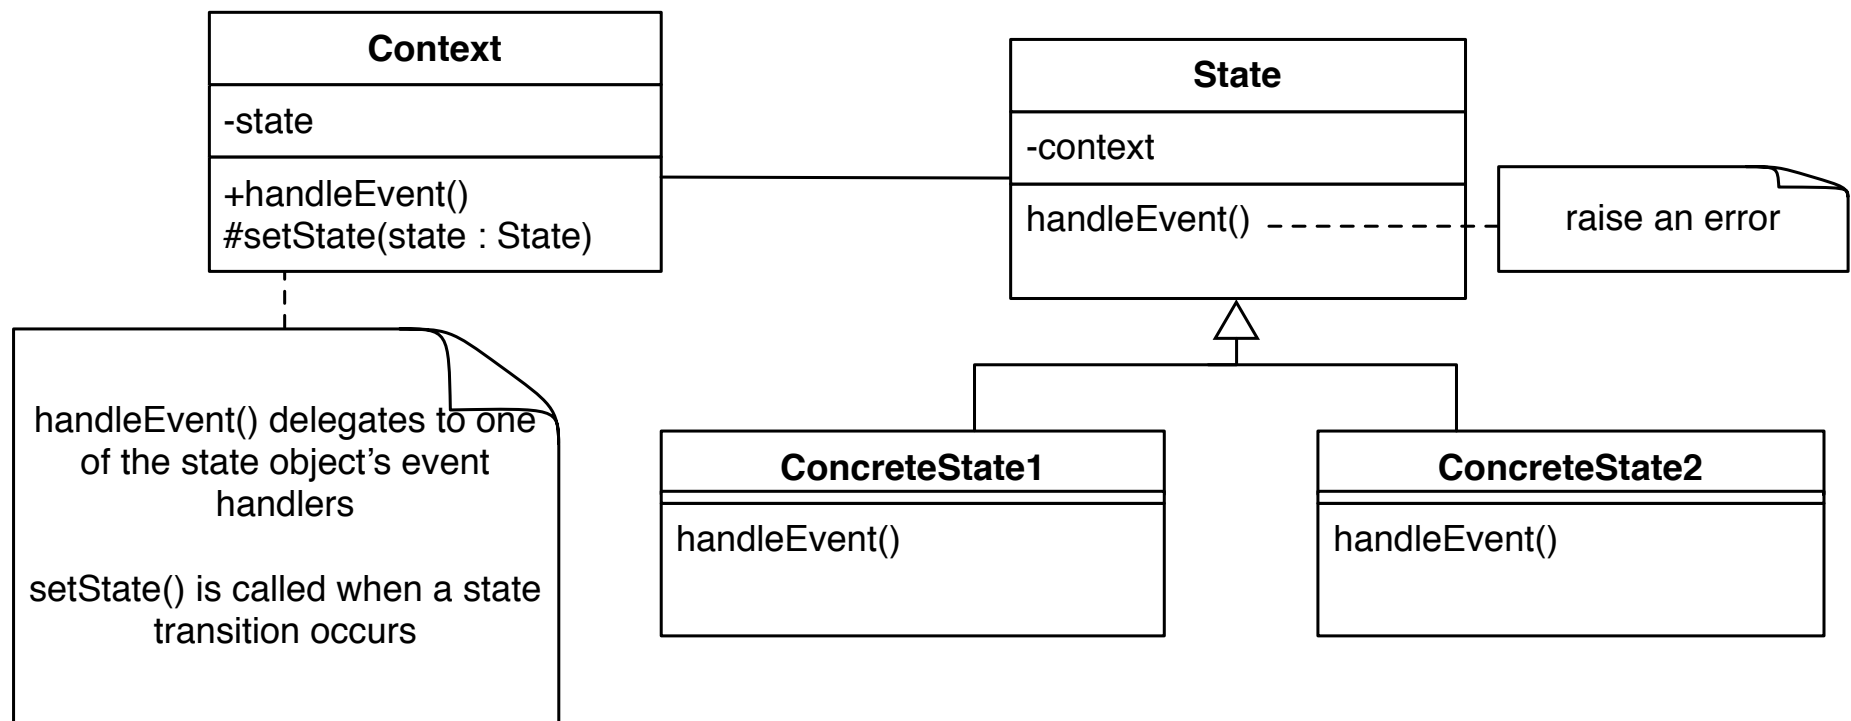 Context
-state
+handleEvent()
#setState(state : State)
State
-context
handleEvent()
raise an error
handleEvent() delegates to one
of the state object’s event
handlers
setState() is called when a state
transition occurs
ConcreteState1
handleEvent()
ConcreteState2
handleEvent()